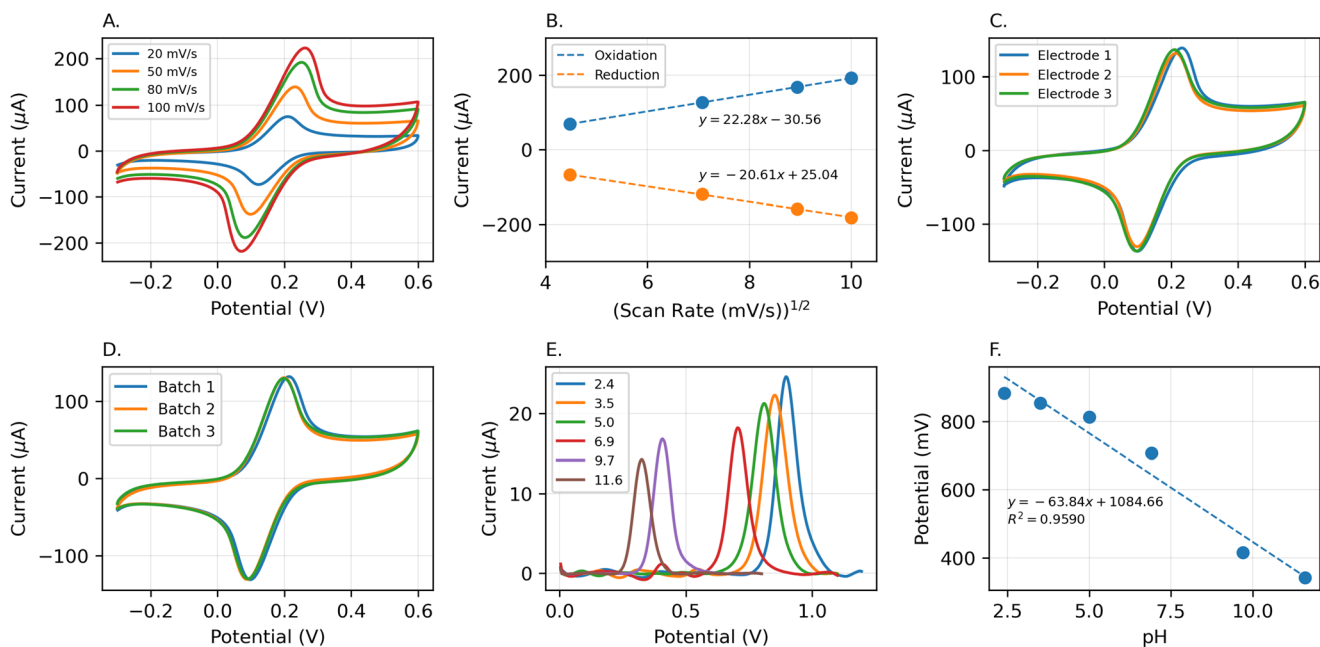 A.
20 mV/s
50 mV/s
80 mV/s
100 mV/s
200
100
0
−100
−200
Current (μA)
−0.2
0.0
0.2
0.4
0.6
Potential (V)
B.
Oxidation
Reduction
200
0
−200
Current (μA)
y = 22.28x − 30.56
y = −20.61x + 25.04
4
6
8
10
(Scan Rate (mV/s))^{1/2}
C.
Electrode 1
Electrode 2
Electrode 3
100
0
−100
Current (μA)
−0.2
0.0
0.2
0.4
0.6
Potential (V)
D.
Batch 1
Batch 2
Batch 3
100
0
−100
Current (μA)
−0.2
0.0
0.2
0.4
0.6
Potential (V)
E.
2.4
3.5
5.0
6.9
9.7
11.6
20
10
0
Current (μA)
0.0
0.5
1.0
Potential (V)
F.
800
600
400
Potential (mV)
y = −63.84x + 1084.66
R² = 0.9590
2.5
5.0
7.5
10.0
pH